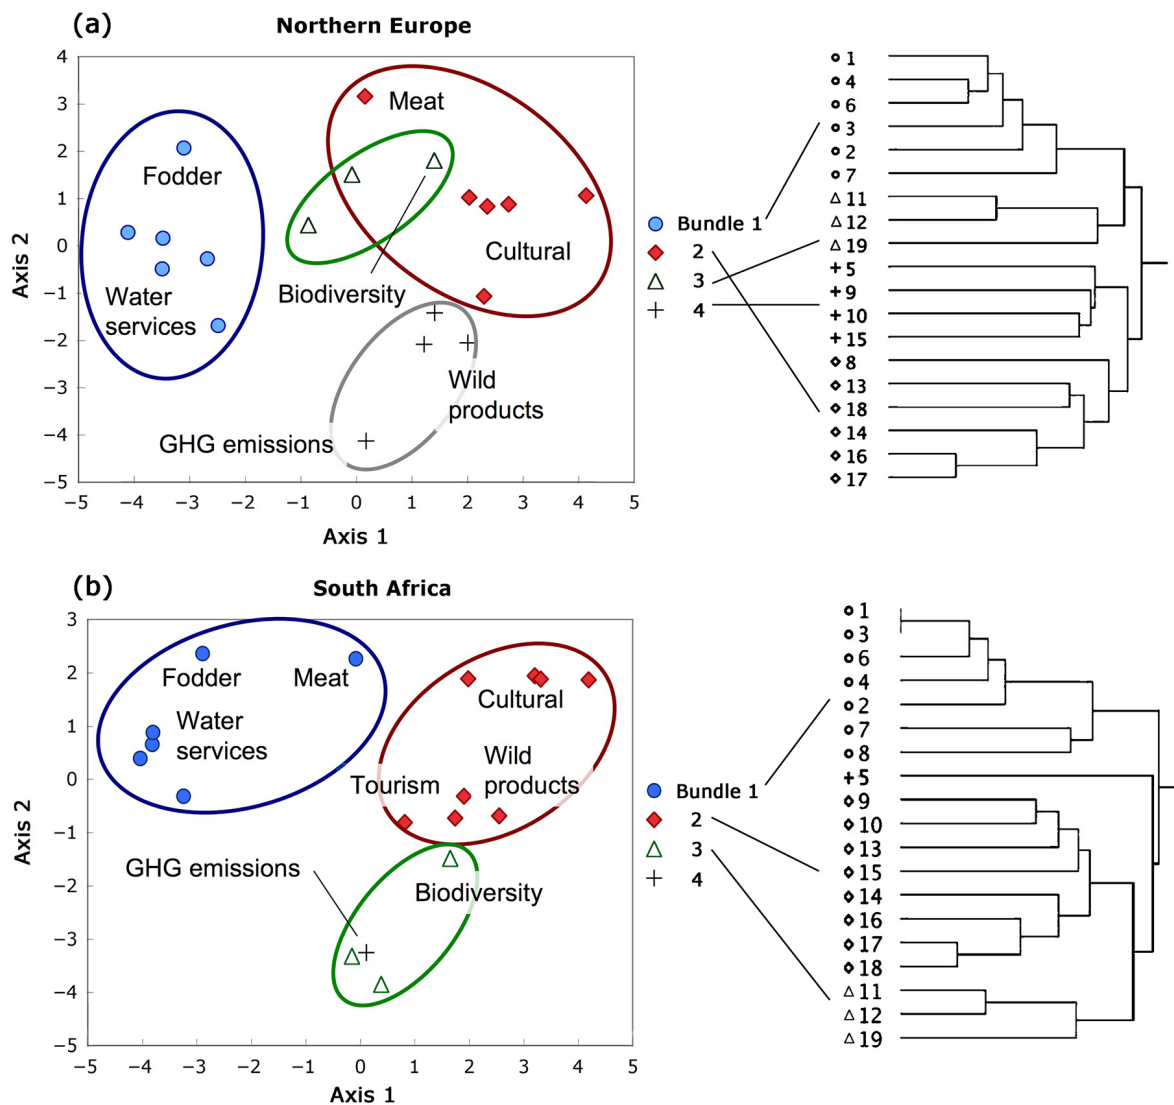 (a)
Northern Europe
4
3
2
1
0
−1
−2
−3
−4
−5
Axis 2
−5 −4 −3 −2 −1 0 1 2 3 4 5
Axis 1
Meat
Fodder
Cultural
Biodiversity
Water
services
Wild
products
GHG emissions
Bundle 1
2
3
4
1
4
6
3
2
7
11
12
19
5
9
10
15
8
13
18
14
16
17
(b)
South Africa
3
2
1
0
−1
−2
−3
−4
−5
Axis 2
−5 −4 −3 −2 −1 0 1 2 3 4 5
Axis 1
Fodder
Meat
Cultural
Water
services
Wild
products
Tourism
GHG emissions
Biodiversity
Bundle 1
2
3
4
1
3
6
4
2
7
8
5
9
10
13
15
14
16
17
18
11
12
19